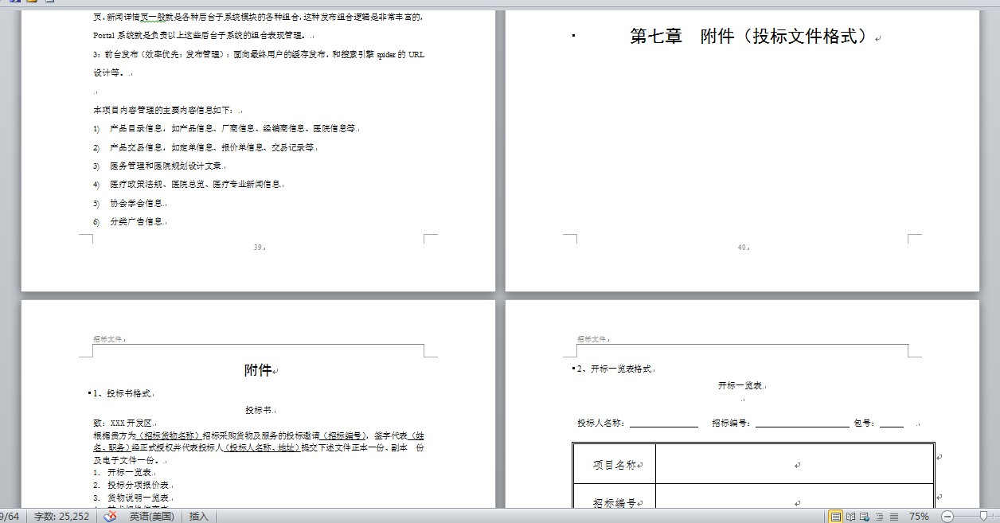 页,新闻详情页一般就是各种后台子系统模块的各种组合,这种发布组合逻辑是非常丰富的,
Portal 系统就是负责以上这些后台子系统的组合表现管理。
3：前台发布（效率优先：发布管理）：面向最终用户的缓存发布，和搜索引擎 spider 的 URL
设计等。
本项目内容管理的主要内容信息如下：
1) 产品目录信息，如产品信息、厂商信息、经销商信息、医院信息等
2) 产品交易信息，如定单信息、报价单信息、交易记录等
3) 医务管理和医院规划设计文章
4) 医疗政策法规、医院总览、医疗专业新闻信息
5) 协会学会信息
6) 分类广告信息
39
第七章 附件（投标文件格式）
40
招标文件
附件
1、投标书格式
投标书
致：XXX 开发区
根据贵方为（招标货物名称）招标采购货物及服务的投标邀请（招标编号），签字代表（姓
名、职务）经正式授权并代表投标人（投标人名称、地址）提交下述文件正本一份、副本 份
及电子文件一份。
1. 开标一览表
2. 投标分项报价表
3. 货物说明一览表
招标文件
2、开标一览表格式
开标一览表
投标人名称： 招标编号： 包号：
项目名称
招标编号
9/64 字数: 25,252 英语(美国) 插入 75%